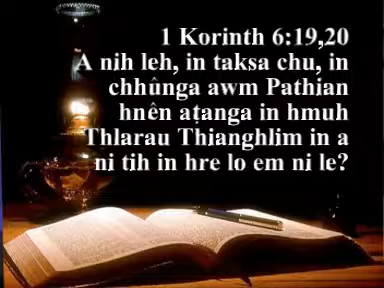 1 Korinth 6:19,20
A nih leh, in taksa chu, in
chhûnga awm Pathian
hnên aṭanga in hmuh
Thlarau Thianghlim in a
ni tih in hre lo em ni le?